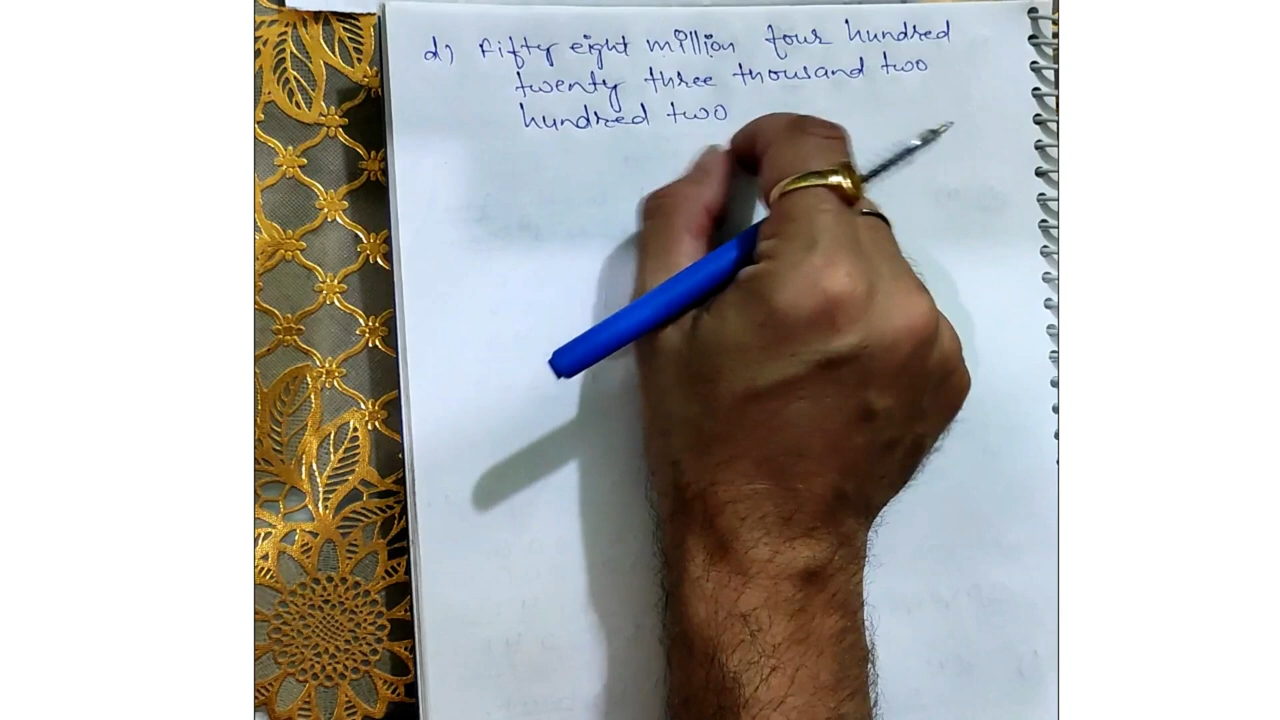 d) Fifty eight million four hundred
twenty three thousand two
hundred two